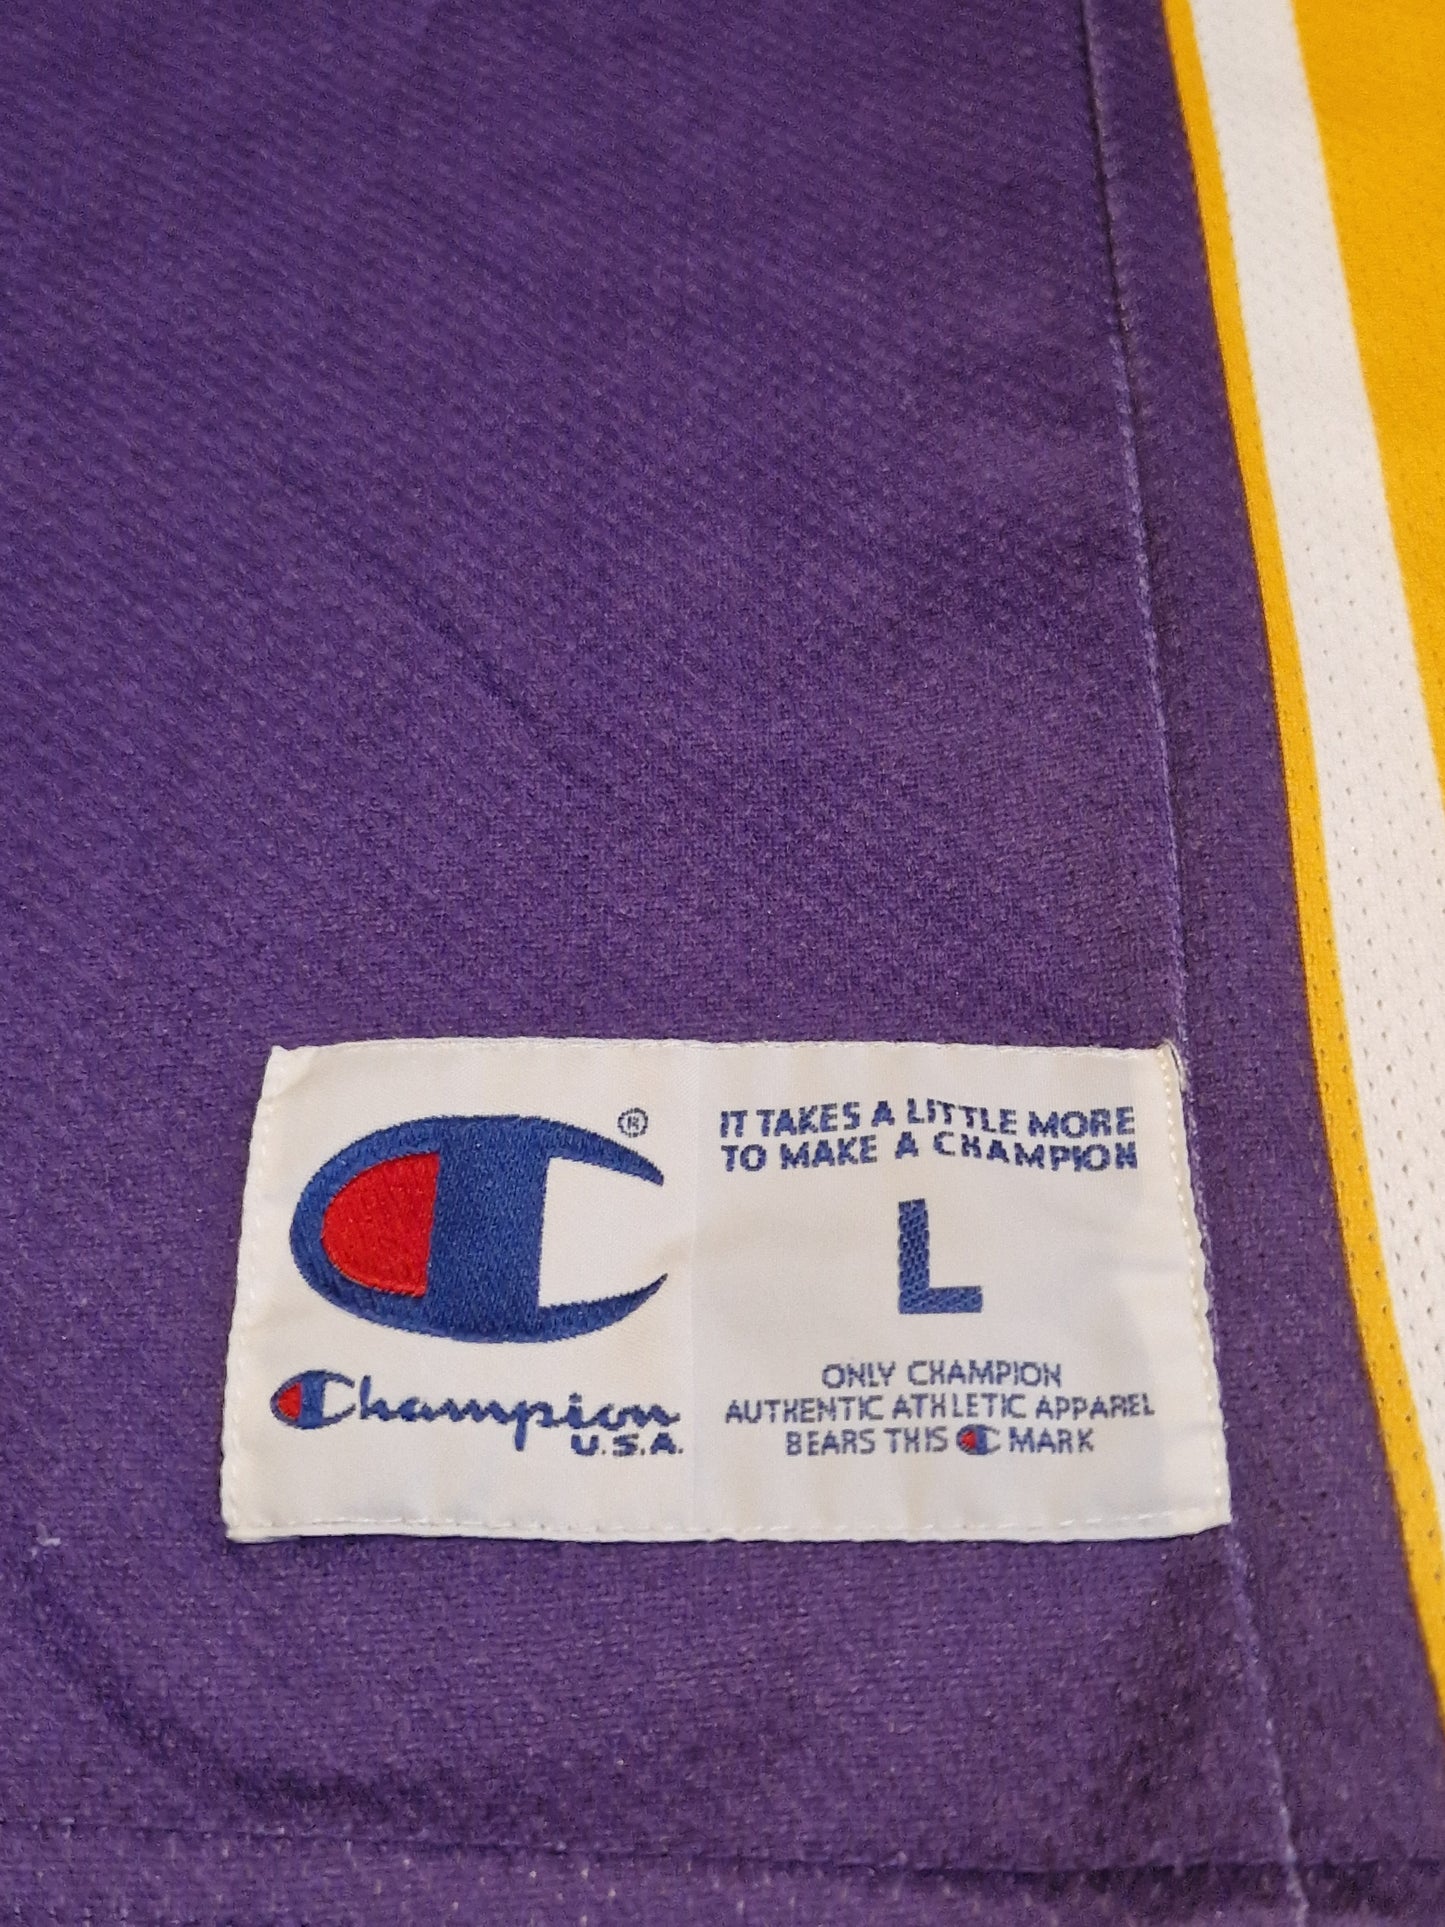 ®
Champion
U.S.A.
IT TAKES A LITTLE MORE
TO MAKE A CHAMPION
L
ONLY CHAMPION
AUTHENTIC ATHLETIC APPAREL
BEARS THIS C MARK